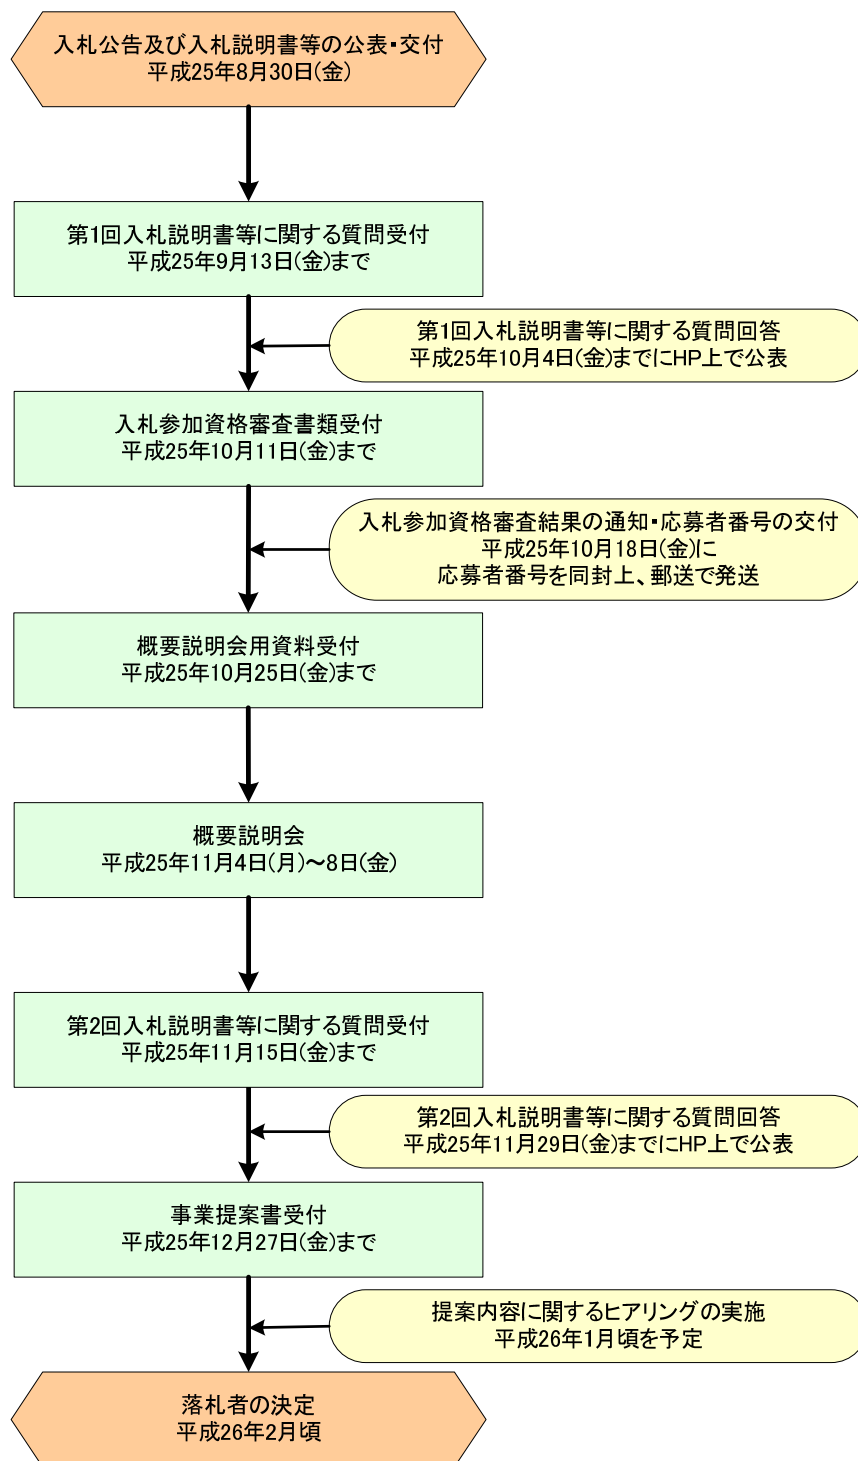 入札公告及び入札説明書等の公表・交付
平成25年8月30日(金)
第1回入札説明書等に関する質問受付
平成25年9月13日(金)まで
第1回入札説明書等に関する質問回答
平成25年10月4日(金)までにHP上で公表
入札参加資格審査書類受付
平成25年10月11日(金)まで
入札参加資格審査結果の通知・応募者番号の交付
平成25年10月18日(金)に
応募者番号を同封上、郵送で発送
概要説明会用資料受付
平成25年10月25日(金)まで
概要説明会
平成25年11月4日(月)～8日(金)
第2回入札説明書等に関する質問受付
平成25年11月15日(金)まで
第2回入札説明書等に関する質問回答
平成25年11月29日(金)までにHP上で公表
事業提案書受付
平成25年12月27日(金)まで
提案内容に関するヒアリングの実施
平成26年1月頃を予定
落札者の決定
平成26年2月頃